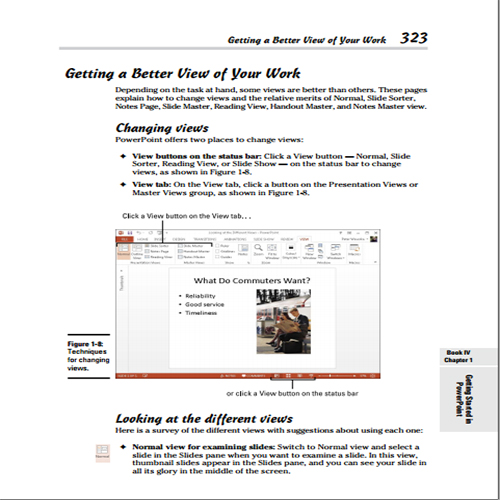 Getting a Better View of Your Work 323
Getting a Better View of Your Work
Depending on the task at hand, some views are better than others. These pages
explain how to change views and the relative merits of Normal, Slide Sorter,
Notes Page, Slide Master, Reading View, Handout Master, and Notes Master view.
Changing views
PowerPoint offers two places to change views:
✦ View buttons on the status bar: Click a View button — Normal, Slide
Sorter, Reading View, or Slide Show — on the status bar to change
views, as shown in Figure 1-8.
✦ View tab: On the View tab, click a button on the Presentation Views or
Master Views group, as shown in Figure 1-8.
Click a View button on the View tab...
HOME
TRANSITIONS ANIMATIONS SLIDE SHOW REVIEW VIEW
What Do Commuters Want?
• Reliability
• Good service
• Timeliness
Figure 1-8:
Techniques
for changing
views.
or click a View button on the status bar
Book IV
Chapter 1
Getting Started in
PowerPoint
Looking at the different views
Here is a survey of the different views with suggestions about using each one:
✦ Normal view for examining slides: Switch to Normal view and select a
slide in the Slides pane when you want to examine a slide. In this view,
thumbnail slides appear in the Slides pane, and you can see your slide in
all its glory in the middle of the screen.
Normal